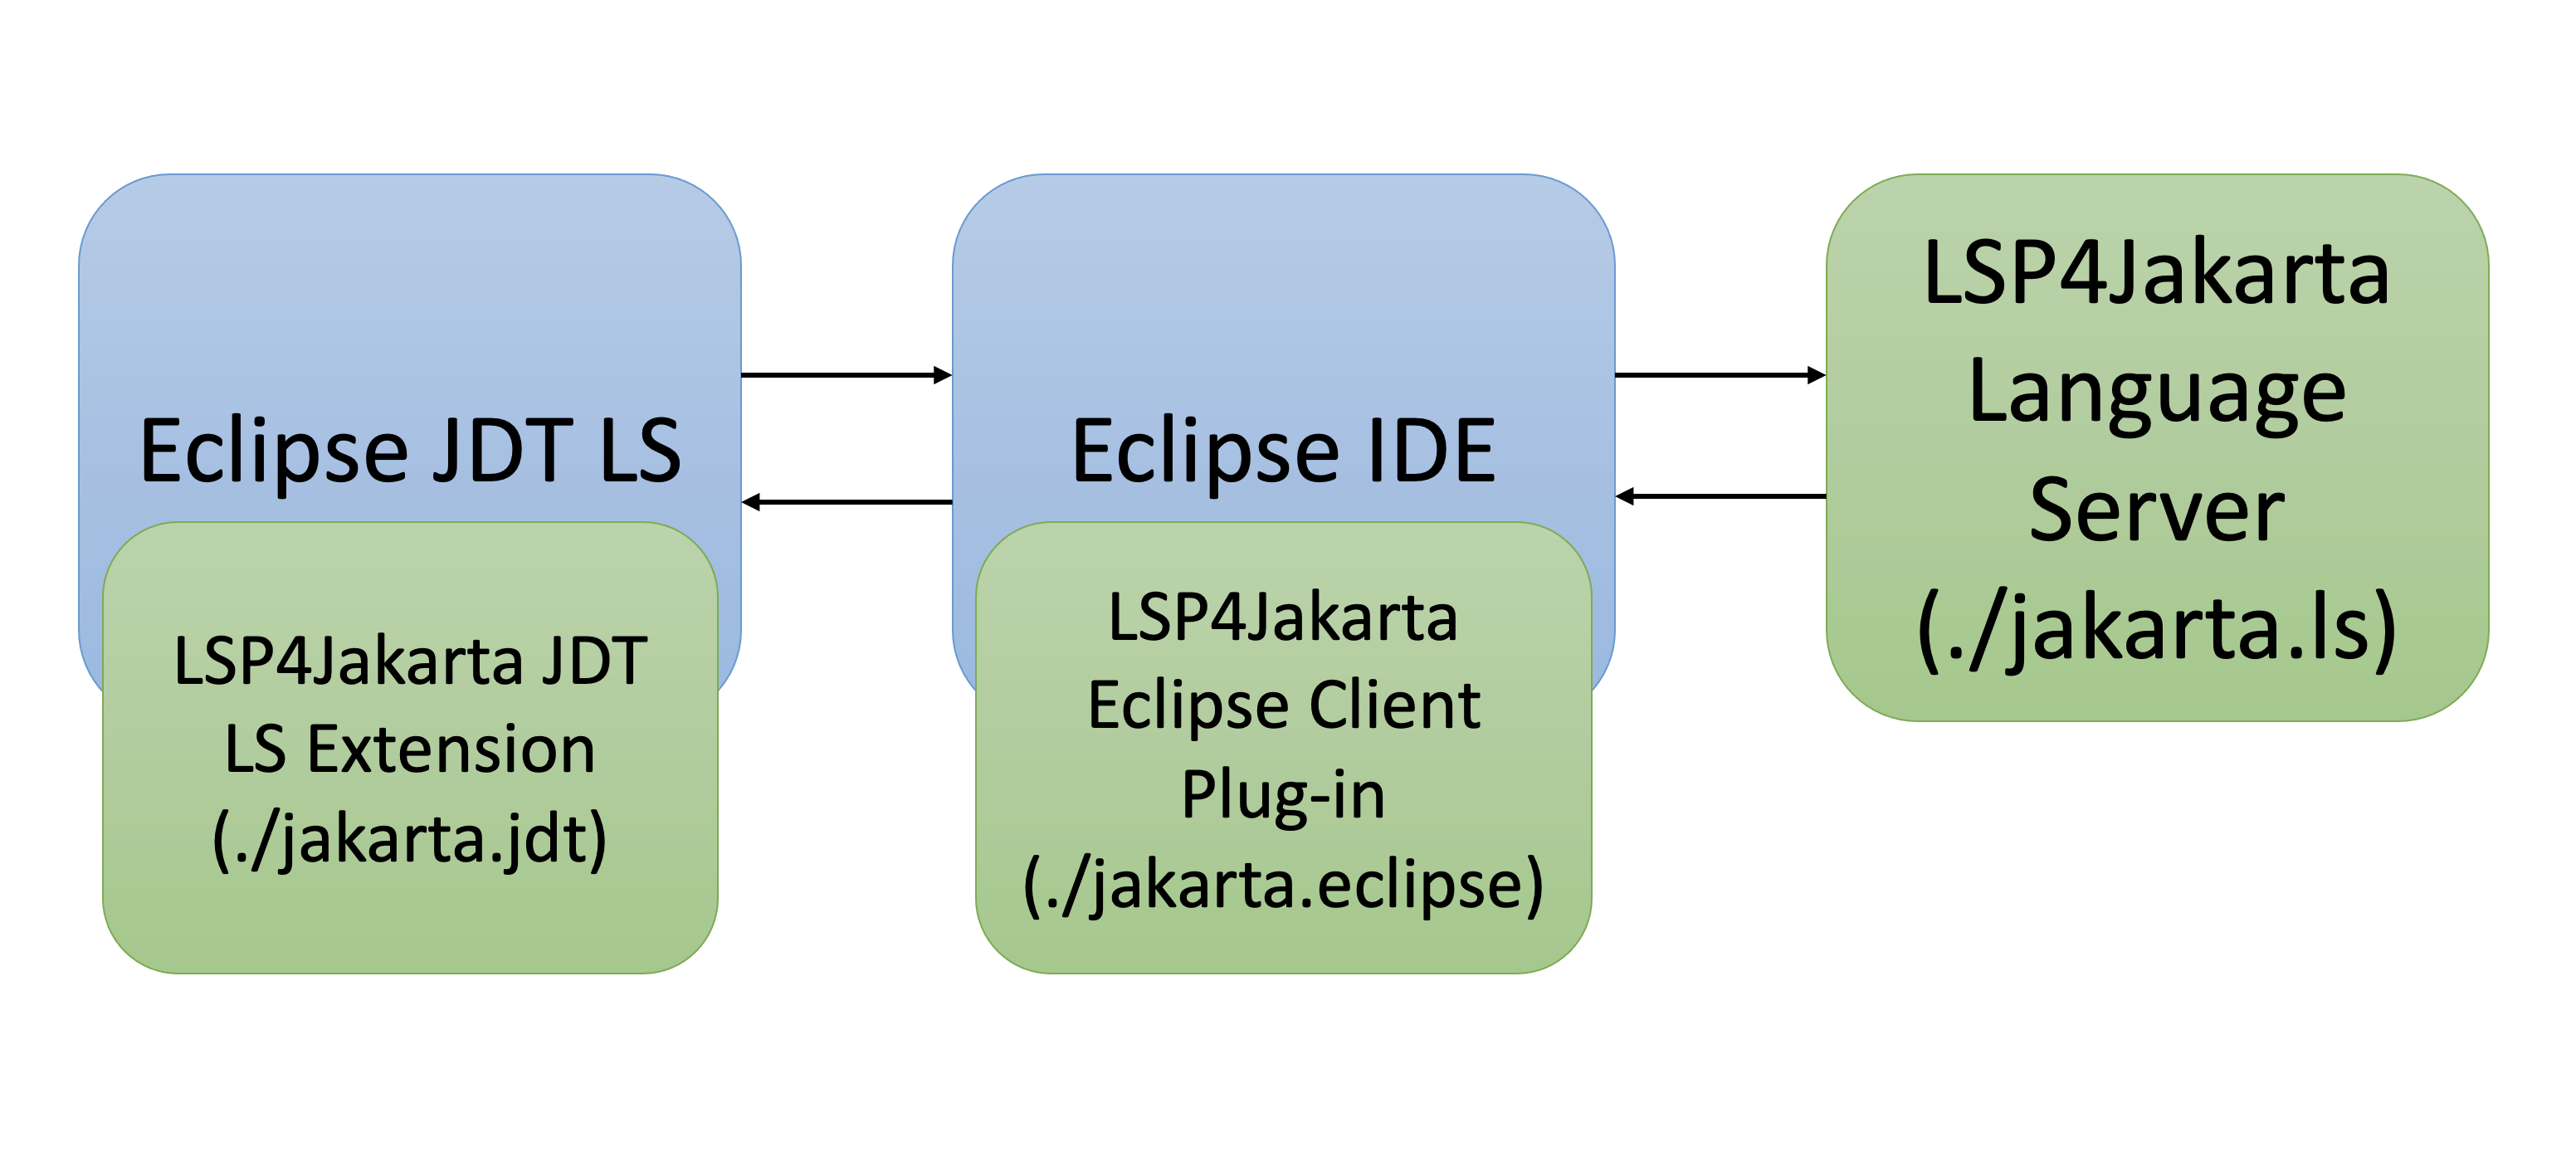 Eclipse JDT LS
LSP4Jakarta JDT
LS Extension
(./jakarta.jdt)
Eclipse IDE
LSP4Jakarta
Eclipse Client
Plug-in
(./jakarta.eclipse)
LSP4Jakarta
Language
Server
(./jakarta.ls)